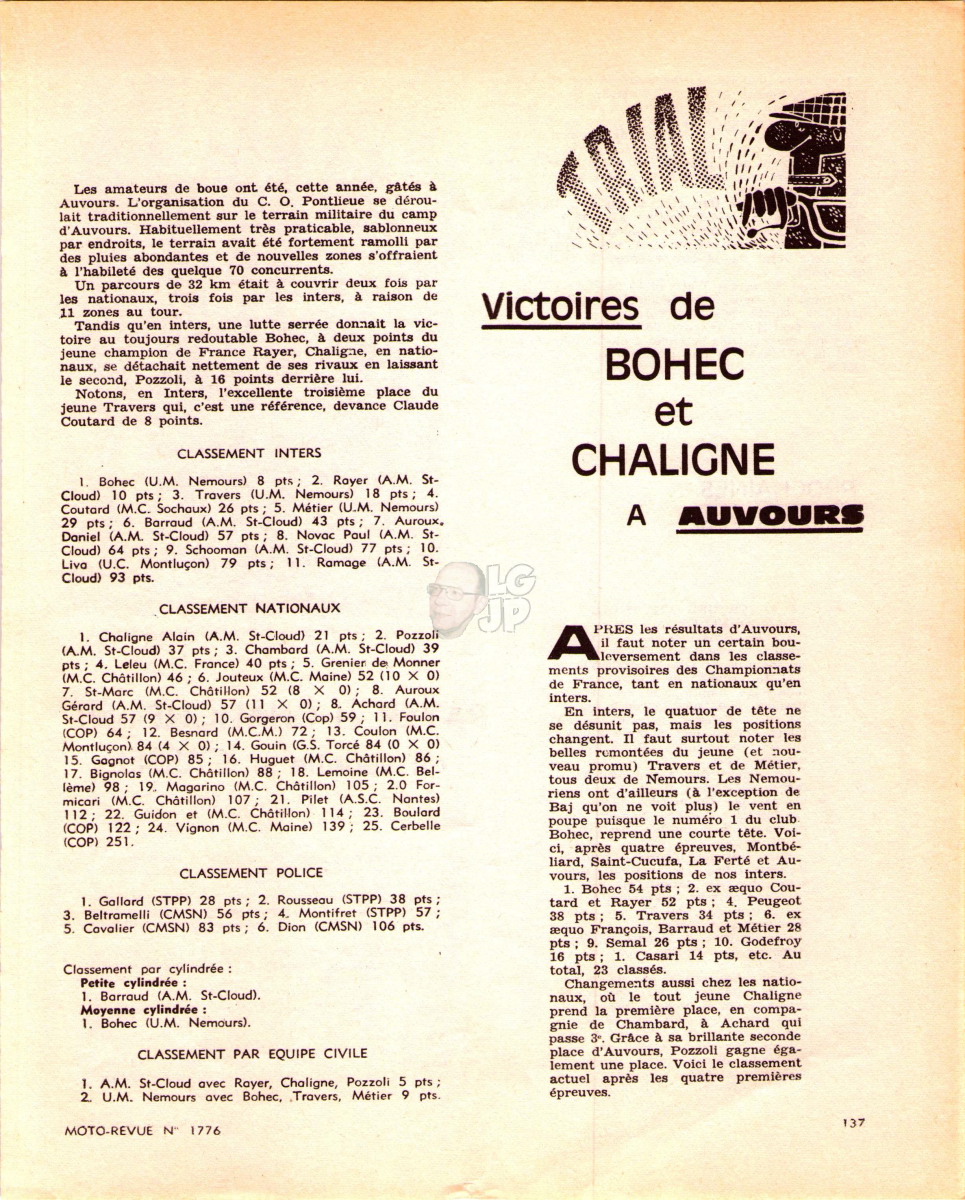 TRIAL
Victoires de
BOHEC
et
CHALIGNE
A AUVOURS
Les amateurs de boue ont été, cette année, gâtés à
Auvours. L'organisation du C. O. Pontlieue se dérou-
lait traditionnellement sur le terrain militaire du camp
d'Auvours. Habituellement très praticable, sablonneux
par endroits, le terrain avait été fortement ramolli par
des pluies abondantes et de nouvelles zones s'offraient
à l'habileté des quelque 70 concurrents.
Un parcours de 32 km était à couvrir deux fois par
les nationaux, trois fois par les inters, à raison de
11 zones au tour.
Tandis qu'en inters, une lutte serrée donnait la vic-
toire au toujours redoutable Bohec, à deux points du
jeune champion de France Rayer, Chaligne, en natio-
naux, se détachait nettement de ses rivaux en laissant
le second, Pozzoli, à 16 points derrière lui.
Notons, en Inters, l'excellente troisième place du
jeune Travers qui, c'est une référence, devance Claude
Coutard de 8 points.
CLASSEMENT INTERS
1. Bohec (U.M. Nemours) 8 pts ; 2. Rayer (A.M. St-
Cloud) 10 pts ; 3. Travers (U.M. Nemours) 18 pts ; 4.
Coutard (M.C. Sochaux) 26 pts ; 5. Métier (U.M. Nemours)
29 pts ; 6. Barraud (A.M. St-Cloud) 43 pts ; 7. Auroux
Daniel (A.M. St-Cloud) 57 pts ; 8. Novac Paul (A.M. St-
Cloud) 64 pts ; 9. Schooman (A.M. St-Cloud) 77 pts ; 10.
Liva (U.C. Montluçon) 79 pts ; 11. Ramage (A.M. St-
Cloud) 93 pts.
CLASSEMENT NATIONAUX
1. Chaligne Alain (A.M. St-Cloud) 21 pts ; 2. Pozzoli
(A.M. St-Cloud) 37 pts ; 3. Chambard (A.M. St-Cloud) 39
pts ; 4. Leleu (M.C. France) 40 pts ; 5. Grenier de Monner
(M.C. Châtillon) 46 ; 6. Jouteux (M.C. Maine) 52 (10 X 0)
7. St-Marc (M.C. Châtillon) 52 (8 X 0) ; 8. Auroux
Gérard (A.M. St-Cloud) 57 (11 X 0) ; 8. Achard (A.M.
St-Cloud 57 (9 X 0) ; 10. Gorgeron (Cop) 59 ; 11. Foulon
(COP) 64 ; 12. Besnard (M.C.M.) 72 ; 13. Coulon (M.C.
Montluçon) 84 (4 X 0) ; 14. Gouin (G.S. Torcé 84 (0 X 0)
15. Gagnot (COP) 85 ; 16. Huguet (M.C. Châtillon) 86 ;
17. Bignolas (M.C. Châtillon) 88 ; 18. Lemoine (M.C. Bel-
lème) 98 ; 19. Magarino (M.C. Châtillon) 105 ; 2.0 For-
micari (M.C. Châtillon) 107 ; 21. Pilet (A.S.C. Nantes)
112 ; 22. Guidon et (M.C. Châtillon) 114 ; 23. Boulard
(COP) 122 ; 24. Vignon (M.C. Maine) 139 ; 25. Cerbelle
(COP) 251.
CLASSEMENT POLICE
1. Gallard (STPP) 28 pts ; 2. Rousseau (STPP) 38 pts ;
3. Beltramelli (CMSN) 56 pts ; 4. Montifret (STPP) 57 ;
5. Cavalier (CMSN) 83 pts ; 6. Dion (CMSN) 106 pts.
Classement par cylindrée :
Petite cylindrée :
1. Barraud (A.M. St-Cloud).
Moyenne cylindrée :
1. Bohec (U.M. Nemours).
CLASSEMENT PAR EQUIPE CIVILE
1. A.M. St-Cloud avec Rayer, Chaligne, Pozzoli 5 pts ;
2. U.M. Nemours avec Bohec, Travers, Métier 9 pts.
APRES les résultats d'Auvours,
il faut noter un certain bou-
leversement dans les classe-
ments provisoires des Championnats
de France, tant en nationaux qu'en
inters.
En inters, le quatuor de tête ne
se désunit pas, mais les positions
changent. Il faut surtout noter les
belles remontées du jeune (et nou-
veau promu) Travers et de Métier,
tous deux de Nemours. Les Nemou-
riens ont d'ailleurs (à l'exception de
Baj qu'on ne voit plus) le vent en
poupe puisque le numéro 1 du club
Bohec, reprend une courte tête. Voi-
ci, après quatre épreuves, Montbé-
liard, Saint-Cucufa, La Ferté et Au-
vours, les positions de nos inters.
1. Bohec 54 pts ; 2. ex æquo Cou-
tard et Rayer 52 pts ; 4. Peugeot
38 pts ; 5. Travers 34 pts ; 6. ex
æquo François, Barraud et Métier 28
pts ; 9. Semal 26 pts ; 10. Godefroy
16 pts ; 1. Casari 14 pts, etc. Au
total, 23 classés.
Changements aussi chez les natio-
naux, où le tout jeune Chaligne
prend la première place, en compa-
gnie de Chambard, à Achard qui
passe 3e. Grâce à sa brillante seconde
place d'Auvours, Pozzoli gagne éga-
lement une place. Voici le classement
actuel après les quatre premières
épreuves.
LG
JP
MOTO-REVUE N° 1776
137